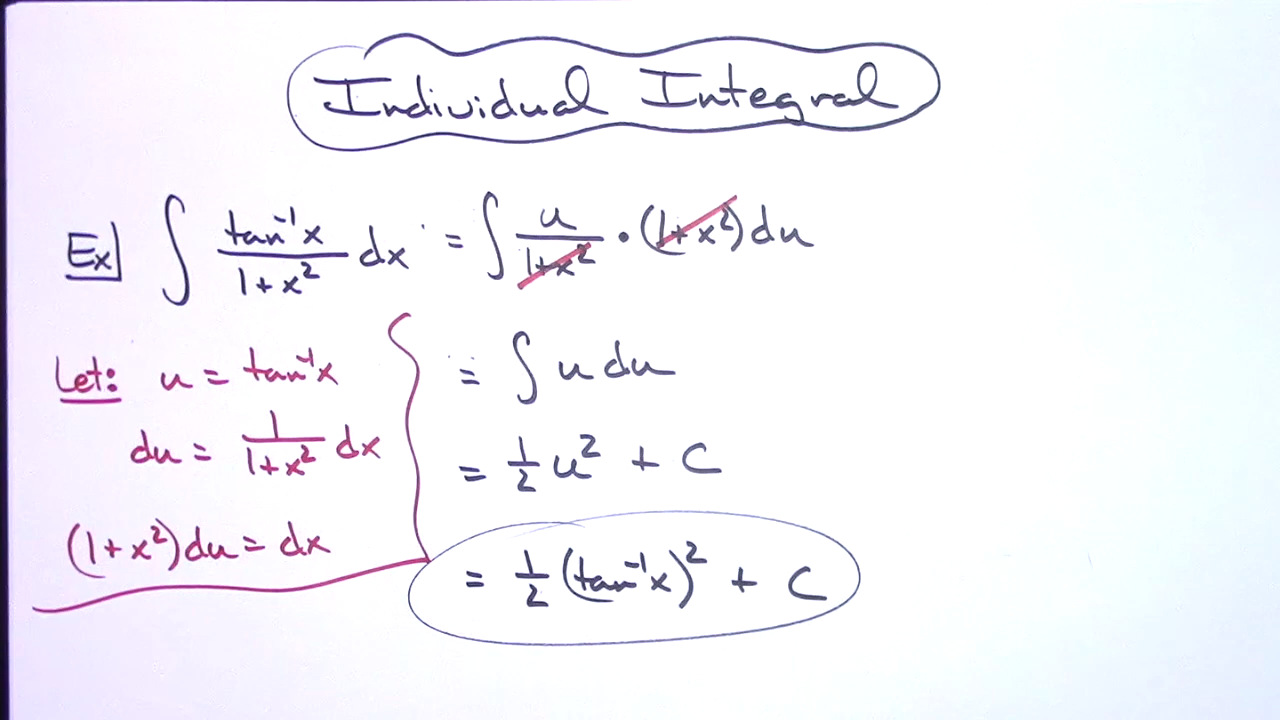 Individual Integral
Ex ∫ tan⁻¹x / (1+x²) dx = ∫ u / (1+x²) • (1+x²) du
Let: u = tan⁻¹x
du = 1/(1+x²) dx
(1+x²)du = dx
= ∫ u du
= 1/2 u² + C
= 1/2 (tan⁻¹x)² + C